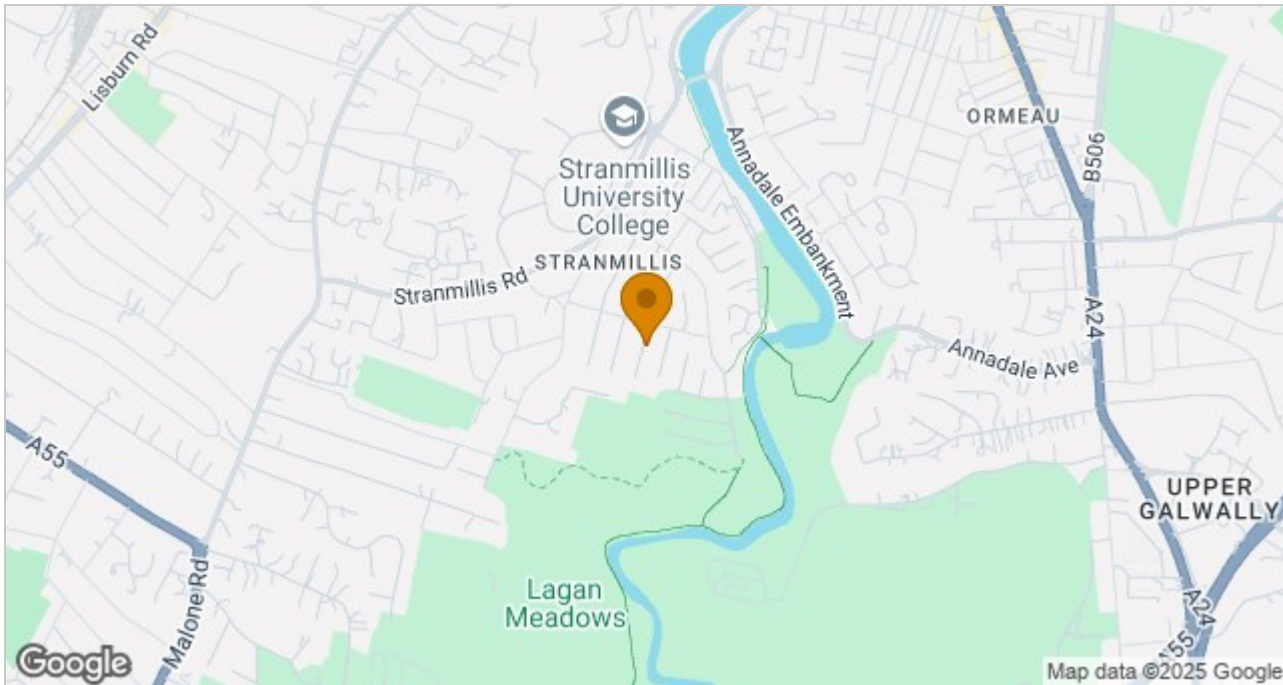 Lisburn Rd
ORMEAU
B506
Annadale Embankment
Stranmillis
University
College
STRANMILLIS
Stranmillis Rd
A24
Annadale Ave
A55
UPPER
GALWALLY
Malone Rd
Lagan
Meadows
A24
A55
Google
Map data ©2025 Google